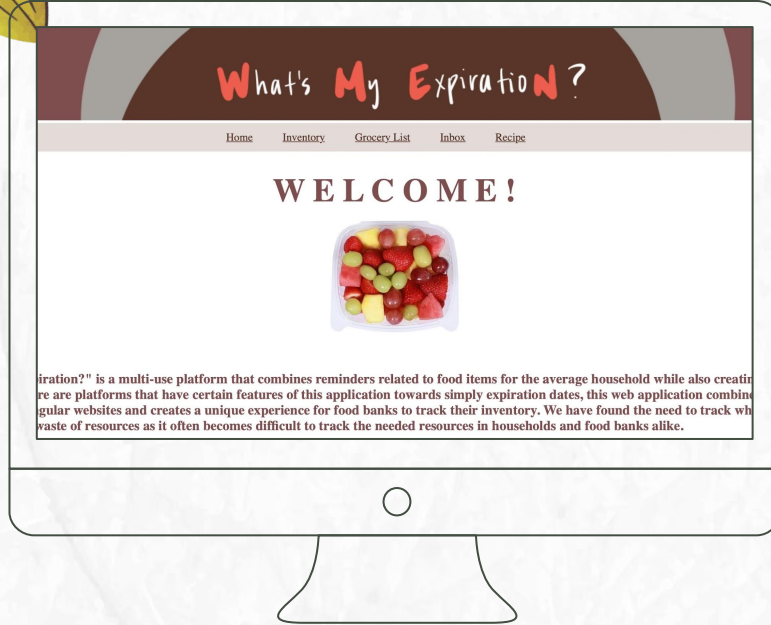 What's My ExpiratioN ?
Home Inventory Grocery List Inbox Recipe
WELCOME!
iration?" is a multi-use platform that combines reminders related to food items for the average household while also creatin
re are platforms that have certain features of this application towards simply expiration dates, this web application combine
gular websites and creates a unique experience for food banks to track their inventory. We have found the need to track wh
vaste of resources as it often becomes difficult to track the needed resources in households and food banks alike.